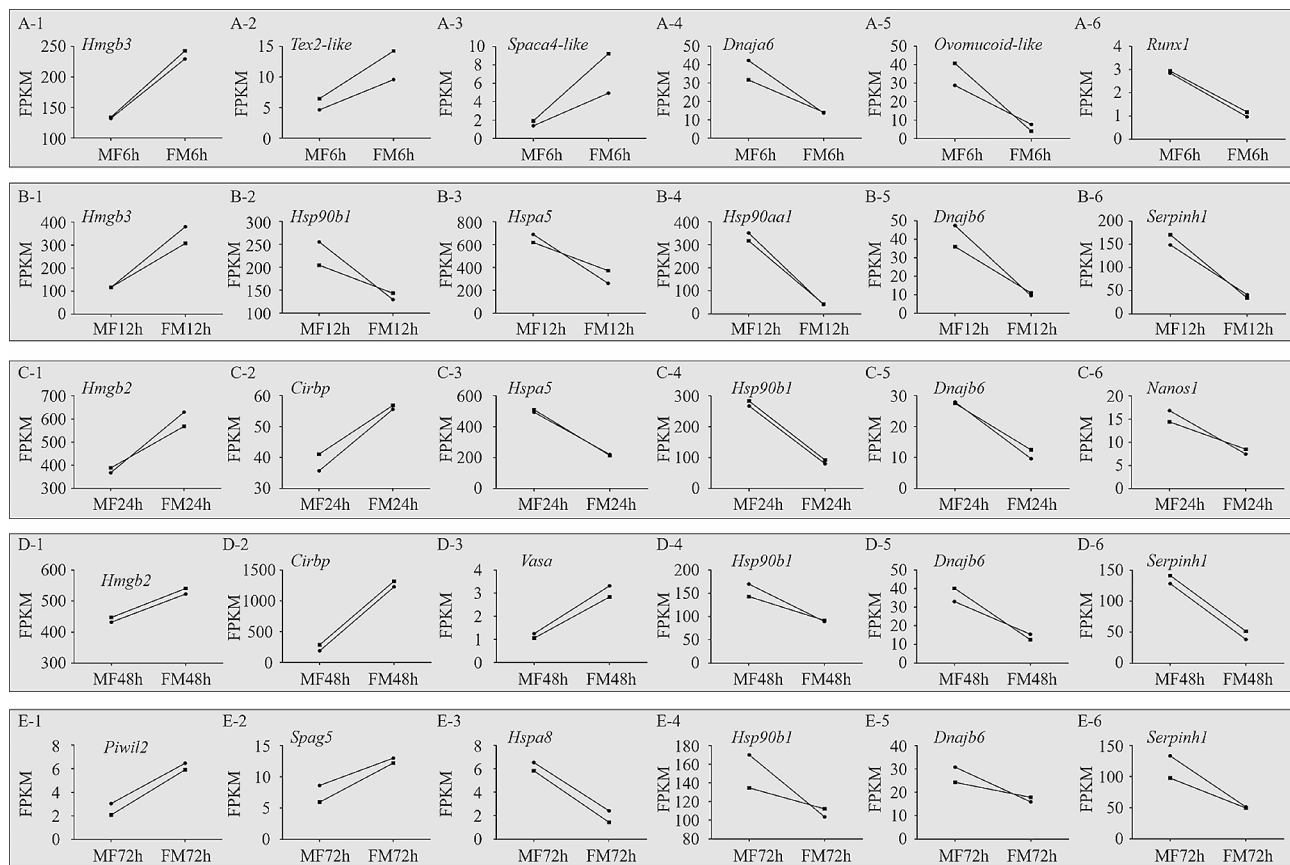 A-1 A-2 A-3 A-4 A-5 A-6
Hmgb3 Tex2-like Spaca4-like Dnaja6 Ovomucoid-like Runx1
FPKM FPKM FPKM FPKM FPKM FPKM
250 200 150 100
15 10 5 0
10 8 6 4 2 0
50 40 30 20 10 0
50 40 30 20 10 0
4 3 2 1 0
MF6h FM6h MF6h FM6h MF6h FM6h MF6h FM6h MF6h FM6h MF6h FM6h
B-1 B-2 B-3 B-4 B-5 B-6
Hmgb3 Hsp90b1 Hspa5 Hsp90aa1 Dnajb6 Serpinh1
FPKM FPKM FPKM FPKM FPKM FPKM
400 300 200 100 0
300 250 200 150 100
800 600 400 200 0
400 300 200 100 0
50 40 30 20 10 0
200 150 100 50 0
MF12h FM12h MF12h FM12h MF12h FM12h MF12h FM12h MF12h FM12h MF12h FM12h
C-1 C-2 C-3 C-4 C-5 C-6
Hmgb2 Cirbp Hspa5 Hsp90b1 Dnajb6 Nanos1
FPKM FPKM FPKM FPKM FPKM FPKM
700 600 500 400 300
60 50 40 30
600 400 200 0
300 200 100 0
30 20 10 0
20 15 10 5 0
MF24h FM24h MF24h FM24h MF24h FM24h MF24h FM24h MF24h FM24h MF24h FM24h
D-1 D-2 D-3 D-4 D-5 D-6
Hmgb2 Cirbp Vasa Hsp90b1 Dnajb6 Serpinh1
FPKM FPKM FPKM FPKM FPKM FPKM
600 500 400 300
1500 1000 500 0
4 3 2 1 0
200 150 100 50 0
50 40 30 20 10 0
150 100 50 0
MF48h FM48h MF48h FM48h MF48h FM48h MF48h FM48h MF48h FM48h MF48h FM48h
E-1 E-2 E-3 E-4 E-5 E-6
Piwil2 Spag5 Hspa8 Hsp90b1 Dnajb6 Serpinh1
FPKM FPKM FPKM FPKM FPKM FPKM
8 6 4 2 0
15 10 5 0
8 6 4 2 0
180 160 140 120 100 80
40 30 20 10 0
150 100 50 0
MF72h FM72h MF72h FM72h MF72h FM72h MF72h FM72h MF72h FM72h MF72h FM72h